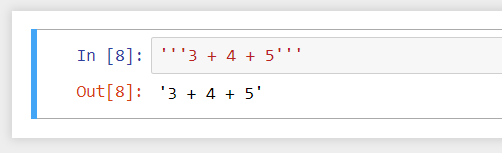 In [8]: '''3 + 4 + 5'''
Out[8]: '3 + 4 + 5'